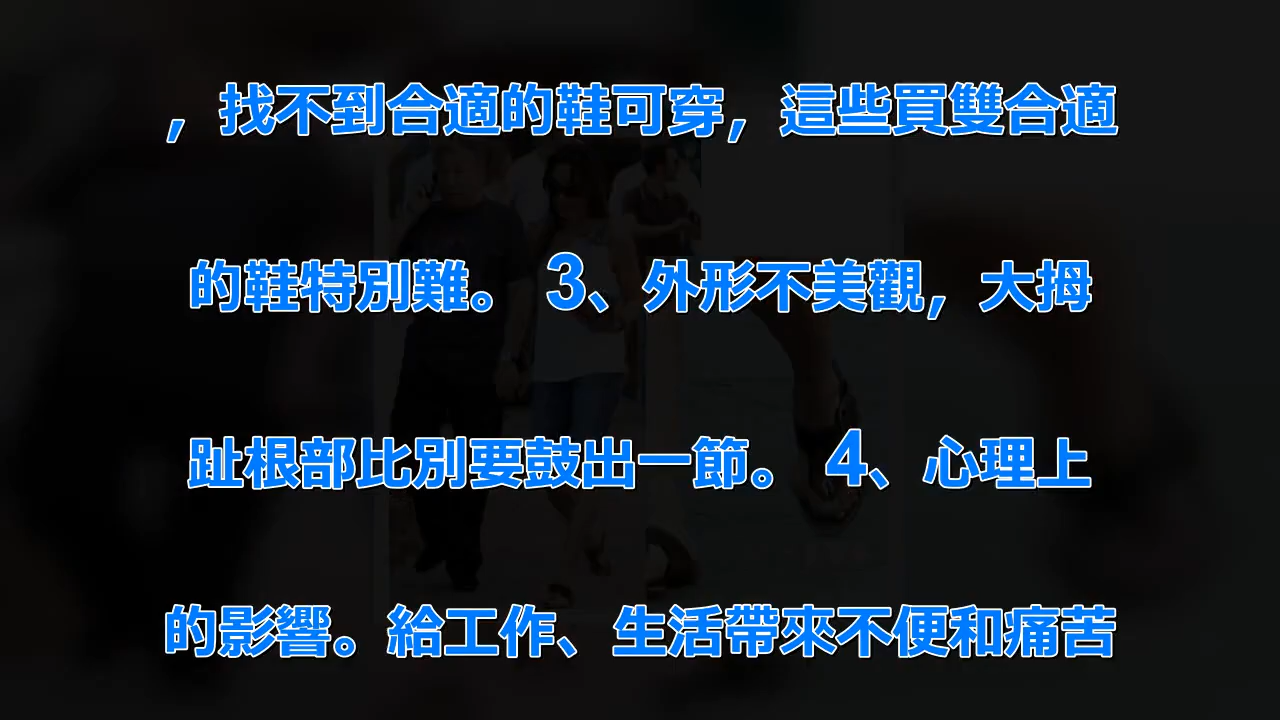 ，找不到合適的鞋可穿，這些買雙合適
的鞋特別難。 3、外形不美觀，大拇
趾根部比別要鼓出一節。 4、心理上
的影響。給工作、生活帶來不便和痛苦